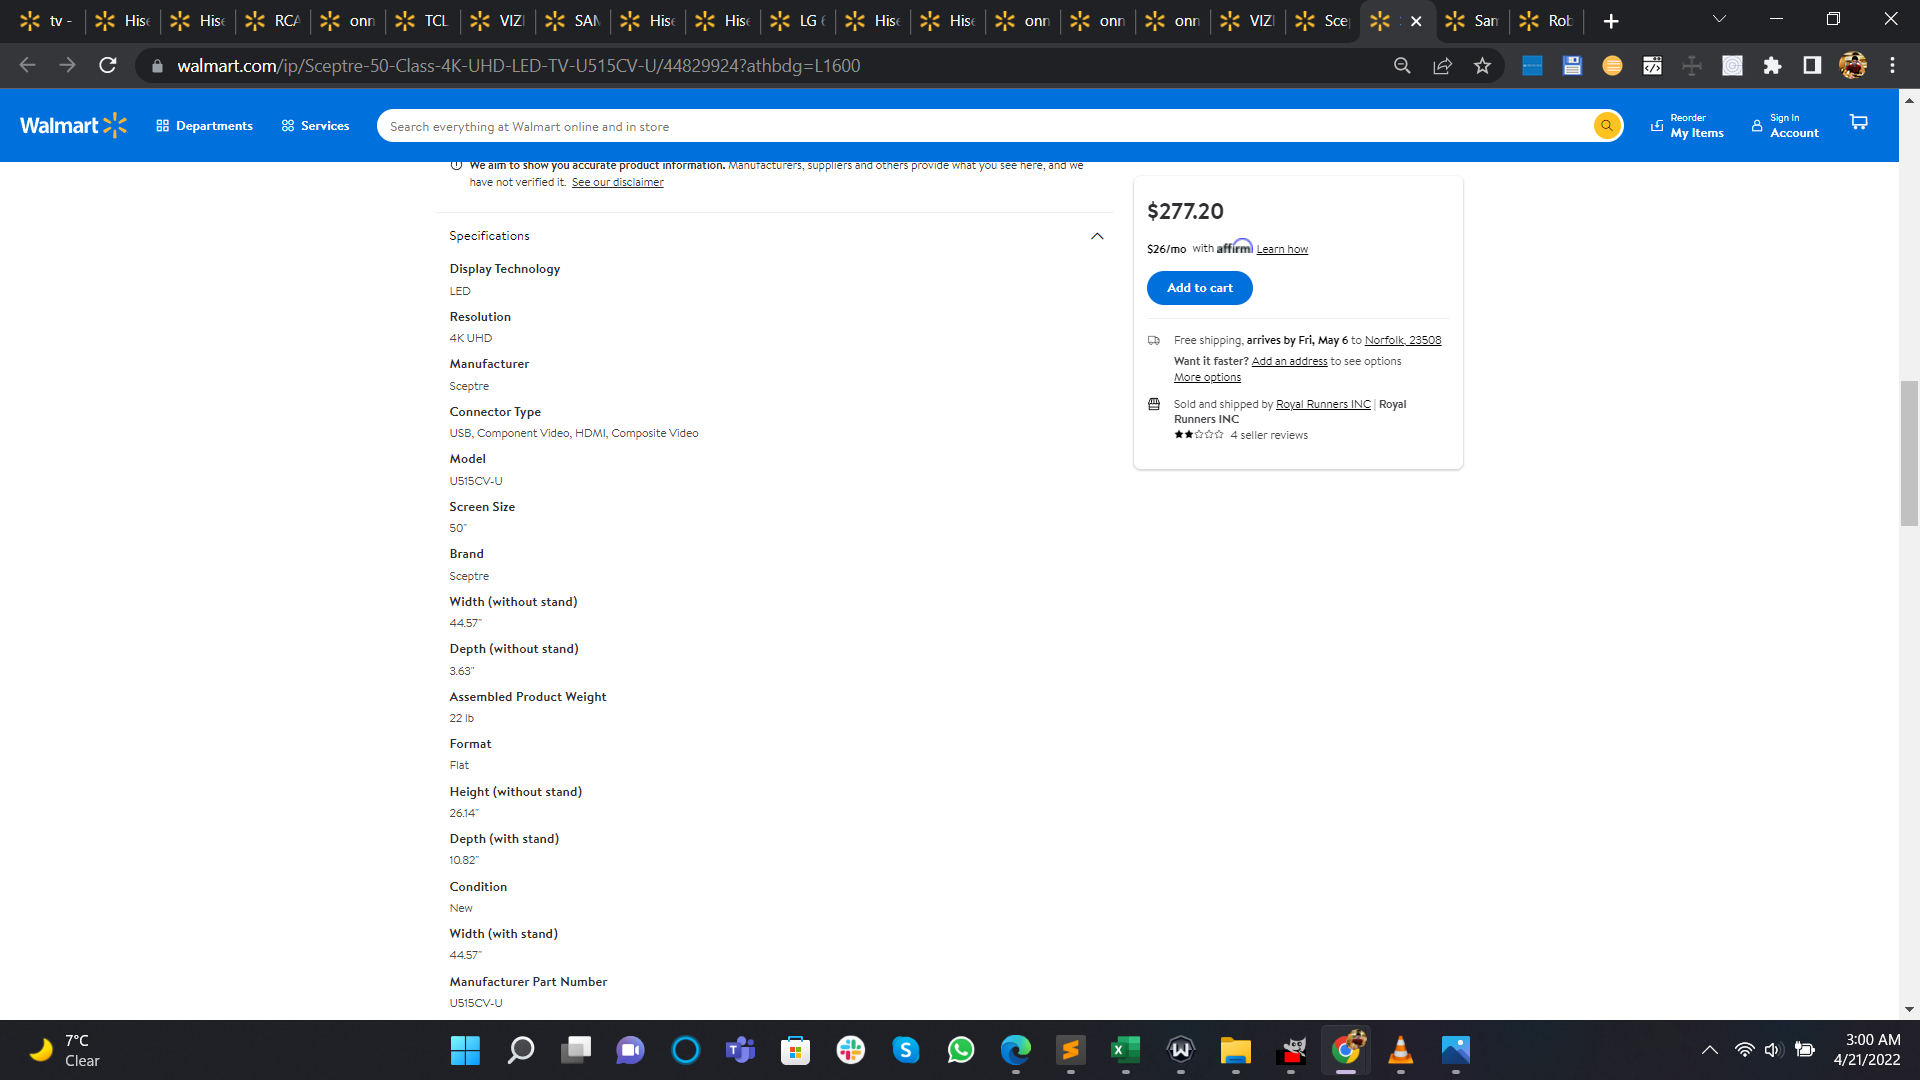 tv -
Hise
Hise
RCA
onn
TCL
VIZI
SAM
Hise
Hise
LG 6
Hise
Hise
onn
onn
onn
VIZI
Scep
Sam
Rob
walmart.com/ip/Sceptre-50-Class-4K-UHD-LED-TV-U515CV-U/44829924?athbdg=L1600
Walmart
Departments
Services
Search everything at Walmart online and in store
Reorder
My Items
Sign In
Account
We aim to show you accurate product information. Manufacturers, suppliers and others provide what you see here, and we
have not verified it. See our disclaimer
Specifications
Display Technology
LED
Resolution
4K UHD
Manufacturer
Sceptre
Connector Type
USB, Component Video, HDMI, Composite Video
Model
U515CV-U
Screen Size
50"
Brand
Sceptre
Width (without stand)
44.57"
Depth (without stand)
3.63"
Assembled Product Weight
22 lb
Format
Flat
Height (without stand)
26.14"
Depth (with stand)
10.82"
Condition
New
Width (with stand)
44.57"
Manufacturer Part Number
U515CV-U
$277.20
$26/mo with affirm Learn how
Add to cart
Free shipping, arrives by Fri, May 6 to Norfolk, 23508
Want it faster? Add an address to see options
More options
Sold and shipped by Royal Runners INC | Royal
Runners INC
4 seller reviews
7°C
Clear
3:00 AM
4/21/2022